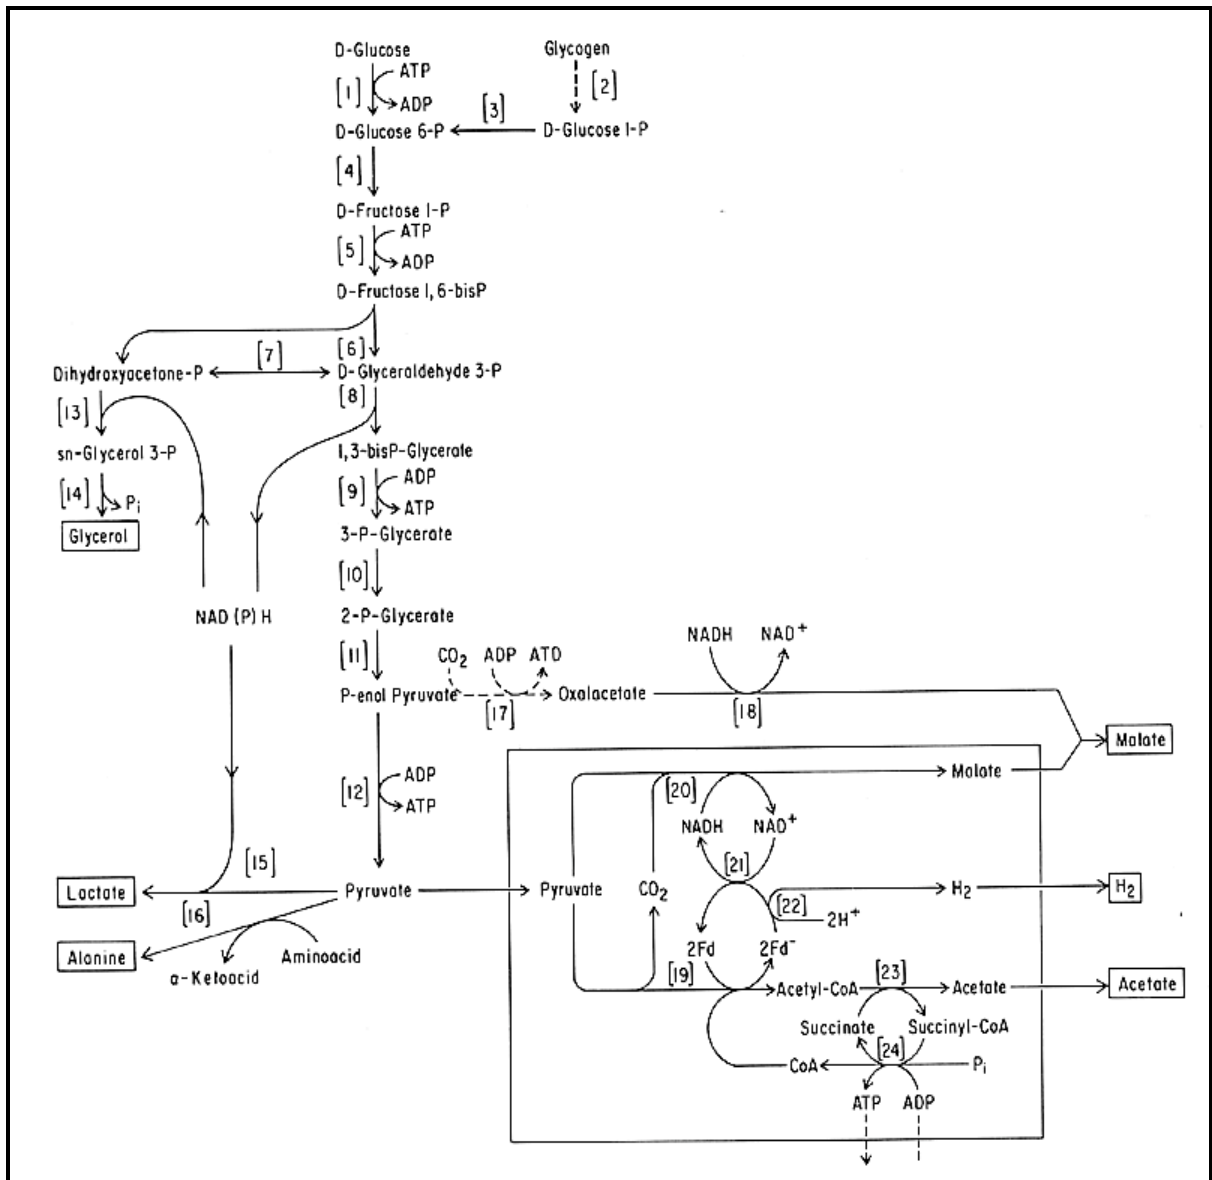 D-Glucose
Glycogen
[1]
ATP
ADP
[2]
[3]
D-Glucose 6-P
D-Glucose 1-P
[4]
D-Fructose 1-P
[5]
ATP
ADP
D-Fructose 1,6-bisP
[6]
[7]
Dihydroxyacetone-P
D-Glyceraldehyde 3-P
[13]
[8]
sn-Glycerol 3-P
1,3-bisP-Glycerate
[14]
Pi
[9]
ADP
ATP
Glycerol
3-P-Glycerate
[10]
NAD(P)H
2-P-Glycerate
[11]
CO2
ADP
ATD
NADH
NAD+
P-enol Pyruvate
[17]
Oxalacetate
[18]
Malate
[12]
ADP
ATP
[20]
Malate
NADH
NAD+
[15]
[21]
Lactate
Pyruvate
Pyruvate
CO2
H2
H2
[16]
[22]
2H+
Alanine
α-Ketoacid
Aminoacid
2Fd
2Fd-
[19]
Acetyl-CoA
[23]
Acetate
Acetate
Succinate
Succinyl-CoA
[24]
CoA
Pi
ATP
ADP